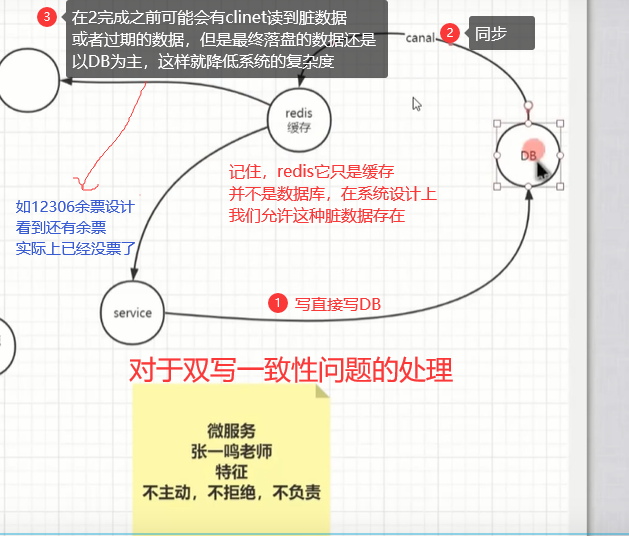 3
在2完成之前可能会有clinet读到脏数据
或者过期的数据，但是最终落盘的数据还是
以DB为主，这样就降低系统的复杂度
canal
2
同步
redis
缓存
DB
记住，redis它只是缓存
并不是数据库，在系统设计上
我们允许这种脏数据存在
如12306余票设计
看到还有余票
实际上已经没票了
service
1
写直接写DB
对于双写一致性问题的处理
微服务
张一鸣老师
特征
不主动，不拒绝，不负责